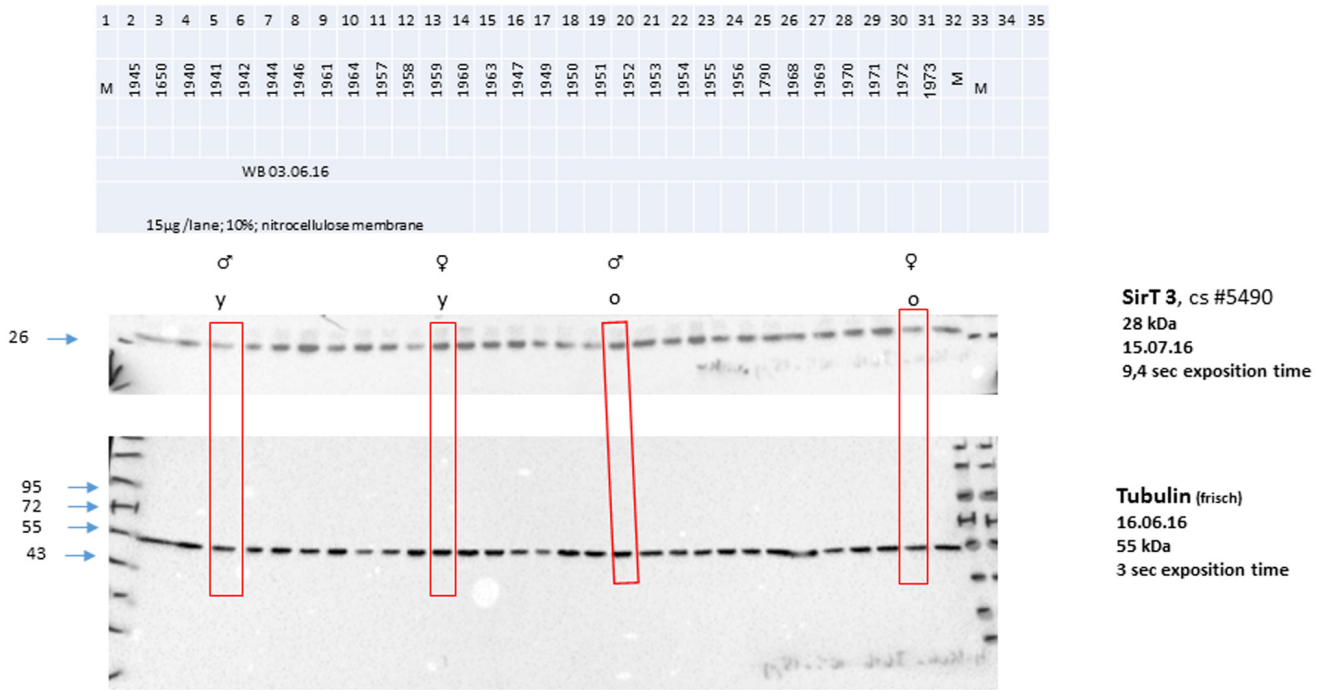 1 2 3 4 5 6 7 8 9 10 11 12 13 14 15 16 17 18 19 20 21 22 23 24 25 26 27 28 29 30 31 32 33 34 35
M 1945 1650 1940 1941 1942 1944 1946 1961 1964 1957 1958 1959 1960 1963 1947 1949 1950 1951 1952 1953 1954 1955 1956 1790 1968 1969 1970 1971 1972 1973 M M
WB 03.06.16
15µg /lane; 10%; nitrocellulose membrane
♂ ♀ ♂ ♀
y y o o
SirT 3, cs #5490
28 kDa
15.07.16
9,4 sec exposition time
26
95
72
55
43
Tubulin (frisch)
16.06.16
55 kDa
3 sec exposition time